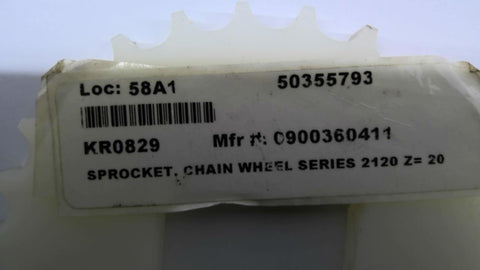 Loc: 58A1 50355793
KR0829 Mfr #: 0900360411
SPROCKET, CHAIN WHEEL SERIES 2120 Z= 20